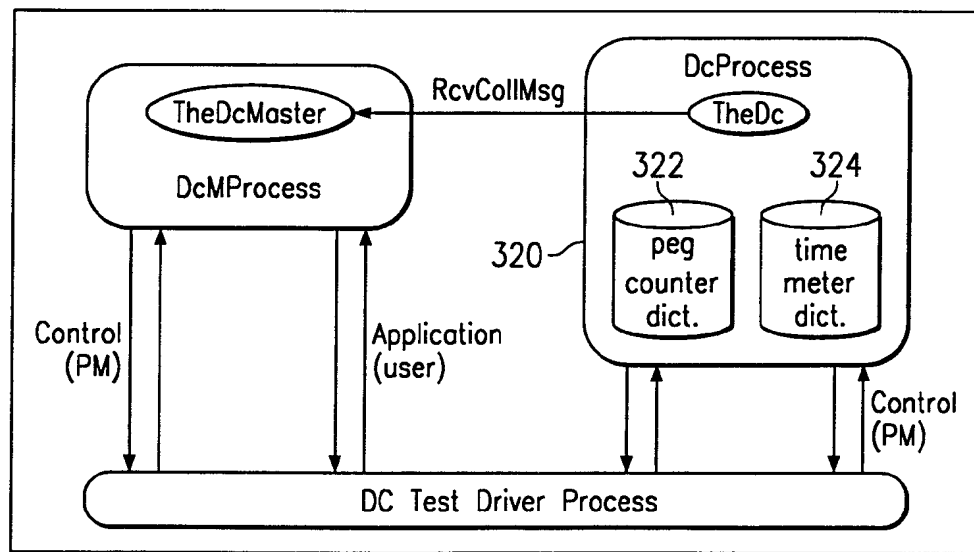 DcProcess
RcvCollMsg
TheDcMaster
TheDc
DcMProcess
322
324
320
peg
counter
dict.
time
meter
dict.
Control
(PM)
Application
(user)
Control
(PM)
DC Test Driver Process